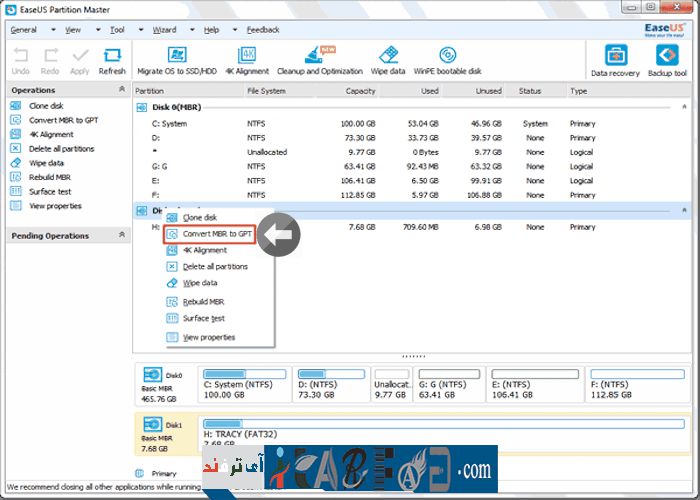 EaseUS Partition Master
General View Tool Wizard Help Feedback
EaseUS
Make your life easy!
Undo Redo Apply Refresh Migrate OS to SSD/HDD 4K Alignment Cleanup and Optimization Wipe data WinPE bootable disk Data recovery Backup tool
NEW
Operations
Clone disk
Convert MBR to GPT
4K Alignment
Delete all partitions
Wipe data
Rebuild MBR
Surface test
View properties
Pending Operations
Partition File System Capacity Used Unused Status Type
Disk 0(MBR)
C: System NTFS 100.00 GB 53.04 GB 46.96 GB System Primary
D: NTFS 73.30 GB 33.73 GB 39.57 GB None Primary
* Unallocated 9.77 GB 0 Bytes 9.77 GB None Logical
G: G NTFS 63.41 GB 92.43 MB 63.32 GB None Logical
E: NTFS 106.41 GB 6.50 GB 99.91 GB None Logical
F: NTFS 112.85 GB 5.97 GB 106.88 GB None Primary
H: 7.68 GB 709.60 MB 6.98 GB None Primary
Clone disk
Convert MBR to GPT
4K Alignment
Delete all partitions
Wipe data
Rebuild MBR
Surface test
View properties
Disk0
Basic MBR
465.76 GB
C: System (NTFS) D: (NTFS) Unallocat.. G: G (NTFS) E: (NTFS) F: (NTFS)
100.00 GB 73.30 GB 9.77 GB 63.41 GB 106.41 GB 112.85 GB
Disk1
Basic MBR
7.68 GB
H: TRACY (FAT32)
7.68 GB
Primary
آی ترفند
.com
We recommend closing all other applications while running